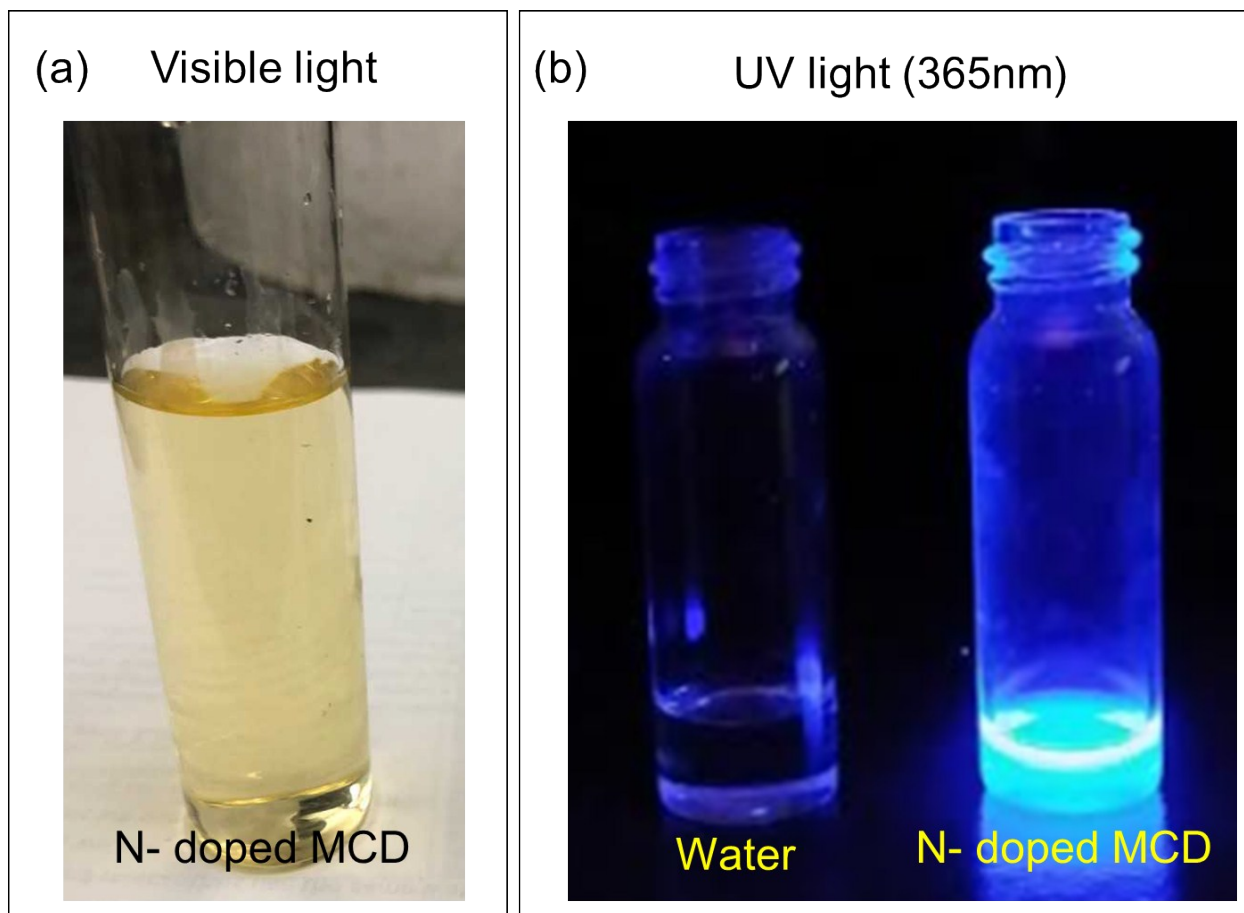 (a) Visible light
N- doped MCD
(b) UV light (365nm)
Water
N- doped MCD